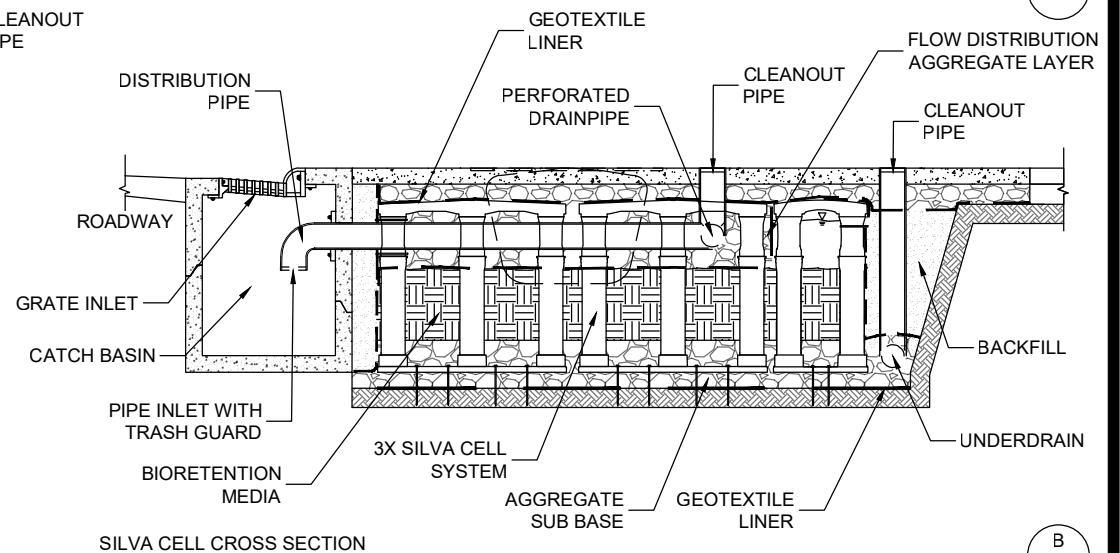 LEANOUT
PE
GEOTEXTILE
LINER
FLOW DISTRIBUTION
AGGREGATE LAYER
DISTRIBUTION
PIPE
PERFORATED
DRAINPIPE
CLEANOUT
PIPE
CLEANOUT
PIPE
ROADWAY
GRATE INLET
CATCH BASIN
BACKFILL
PIPE INLET WITH
TRASH GUARD
BIORETENTION
MEDIA
3X SILVA CELL
SYSTEM
AGGREGATE
SUB BASE
GEOTEXTILE
LINER
UNDERDRAIN
SILVA CELL CROSS SECTION
B